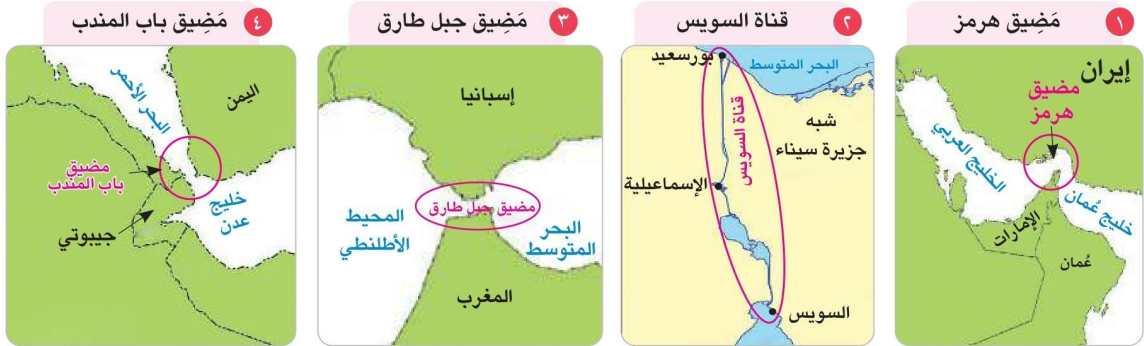 ١ مَضِيق هرمز
إيران
مضيق
هرمز
الخليج العربي
خليج عُمان
الإمارات
عُمان
٢ قناة السويس
بورسعيد
البحر المتوسط
قناة السويس
شبه
جزيرة سيناء
الإسماعيلية
السويس
٣ مَضِيق جبل طارق
إسبانيا
مضيق جبل طارق
المحيط
الأطلنطي
البحر
المتوسط
المغرب
٤ مَضِيق باب المندب
البحر الأحمر
اليمن
مضيق
باب المندب
خليج
عدن
جيبوتي